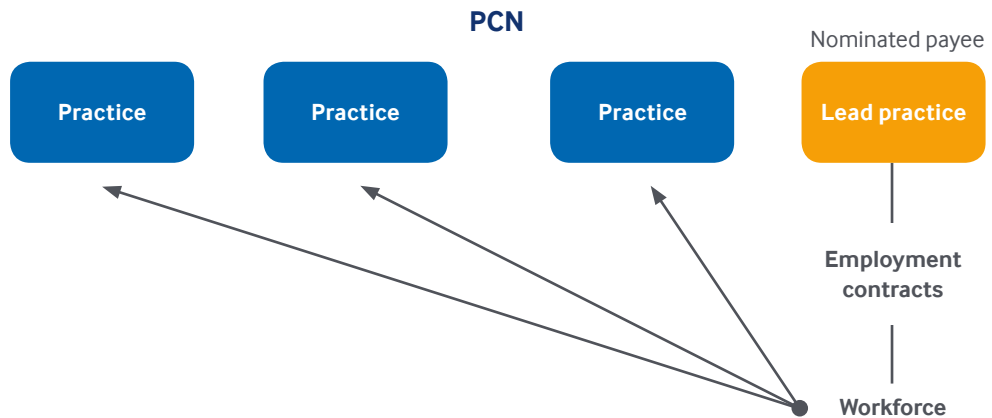 PCN
Nominated payee
Practice
Practice
Practice
Lead practice
Employment
contracts
Workforce